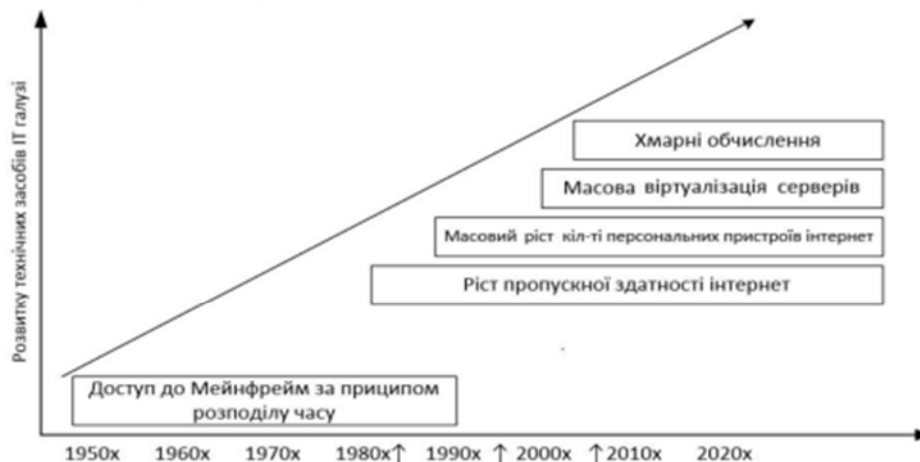 Розвитку технічних засобів ІТ галузі
Хмарні обчислення
Масова віртуалізація серверів
Масовий ріст кіл-ті персональних пристроїв інтернет
Ріст пропускної здатності інтернет
Доступ до Мейнфрейм за приципом
розподілу часу
1950х 1960х 1970х 1980х 1990х 2000х 2010х 2020х